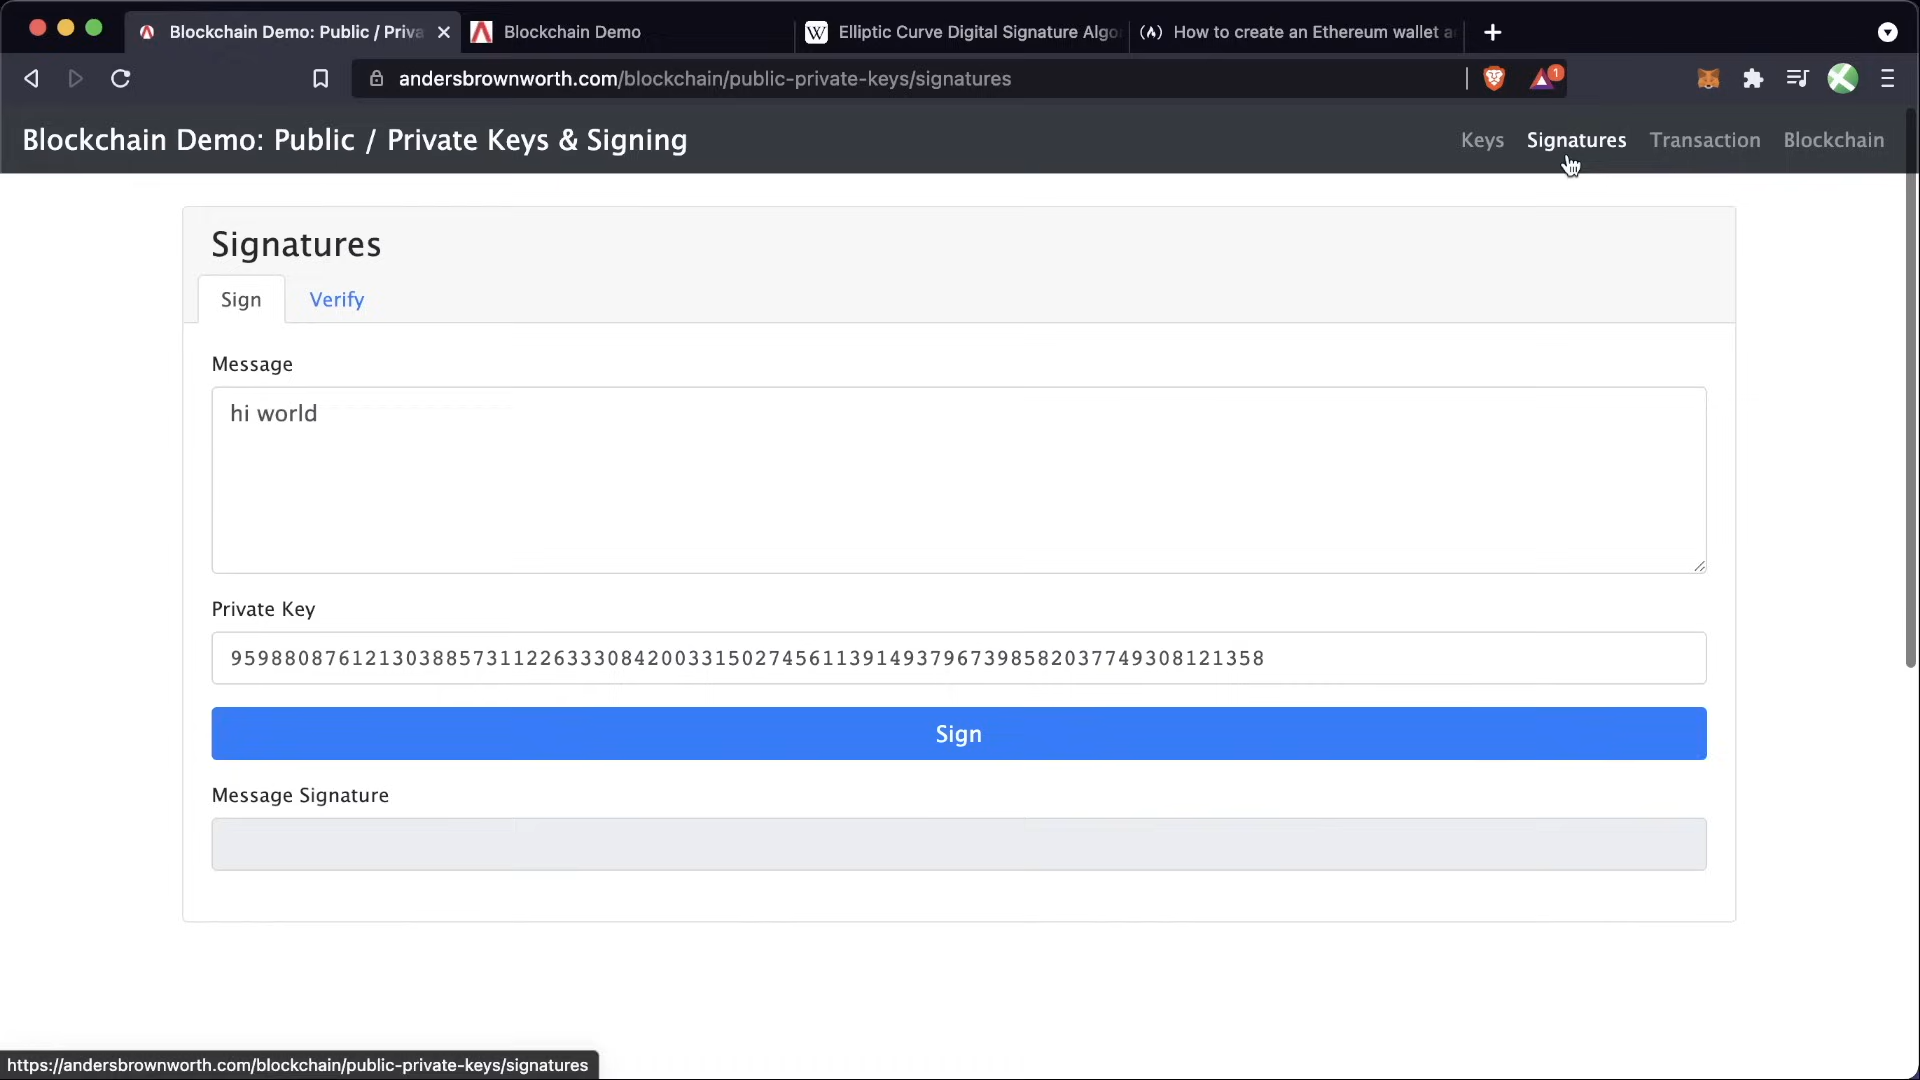 Blockchain Demo: Public / Priva
Blockchain Demo
Elliptic Curve Digital Signature Algo
How to create an Ethereum wallet a
andersbrownworth.com/blockchain/public-private-keys/signatures
1
Blockchain Demo: Public / Private Keys & Signing
Keys
Signatures
Transaction
Blockchain
Signatures
Sign
Verify
Message
hi world
Private Key
95988087612130388573112263330842003315027456113914937967398582037749308121358
Sign
Message Signature
https://andersbrownworth.com/blockchain/public-private-keys/signatures